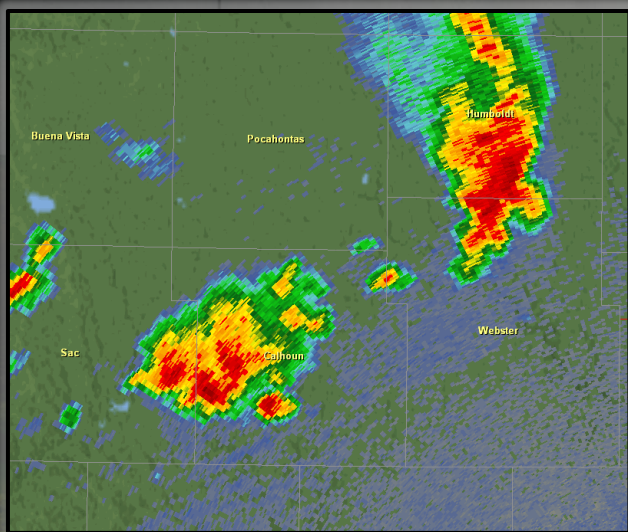 Humboldt
Buena Vista
Pocahontas
Webster
Sac
Calhoun